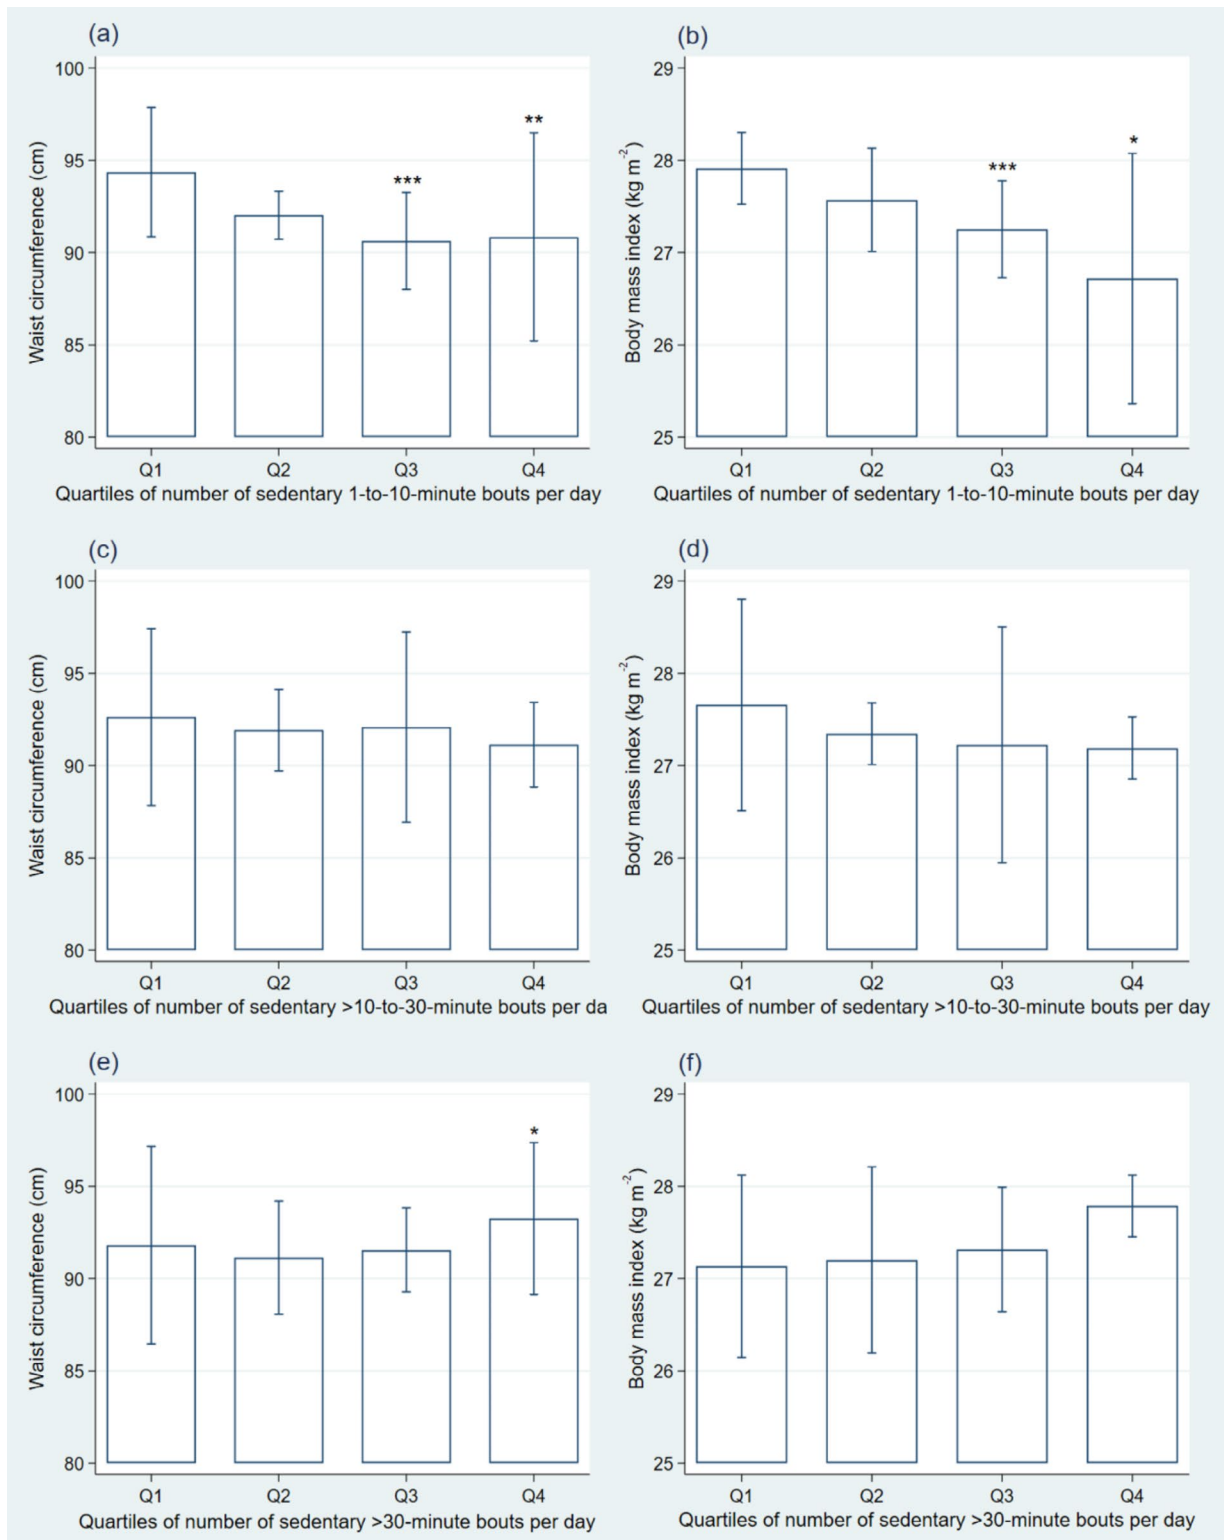 (a)
100
95
90
85
80
Waist circumference (cm)
***
**
Q1 Q2 Q3 Q4
Quartiles of number of sedentary 1-to-10-minute bouts per day
(b)
29
28
27
26
25
Body mass index (kg m⁻²)
***
*
Q1 Q2 Q3 Q4
Quartiles of number of sedentary 1-to-10-minute bouts per day
(c)
100
95
90
85
80
Waist circumference (cm)
Q1 Q2 Q3 Q4
Quartiles of number of sedentary >10-to-30-minute bouts per da
(d)
29
28
27
26
25
Body mass index (kg m⁻²)
Q1 Q2 Q3 Q4
Quartiles of number of sedentary >10-to-30-minute bouts per day
(e)
100
95
90
85
80
Waist circumference (cm)
*
Q1 Q2 Q3 Q4
Quartiles of number of sedentary >30-minute bouts per day
(f)
29
28
27
26
25
Body mass index (kg m⁻²)
Q1 Q2 Q3 Q4
Quartiles of number of sedentary >30-minute bouts per day